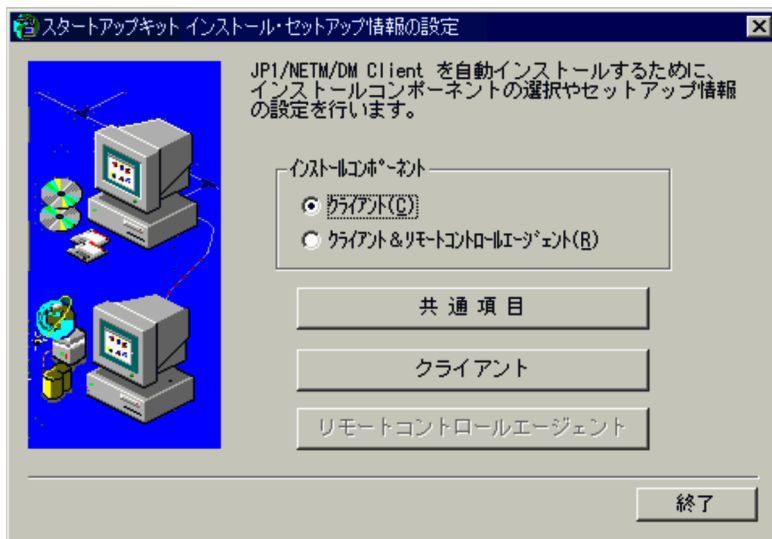 スタートアップキット インストール・セットアップ情報の設定
JP1/NETM/DM Client を自動インストールするために、
インストールコンポーネントの選択やセットアップ情報
の設定を行います。
ｲﾝｽﾄｰﾙｺﾝﾎﾟｰﾈﾝﾄ
ｸﾗｲｱﾝﾄ(C)
ｸﾗｲｱﾝﾄ＆ﾘﾓｰﾄｺﾝﾄﾛｰﾙｴｰｼﾞｪﾝﾄ(R)
共通項目
クライアント
リモートコントロールエージェント
終了